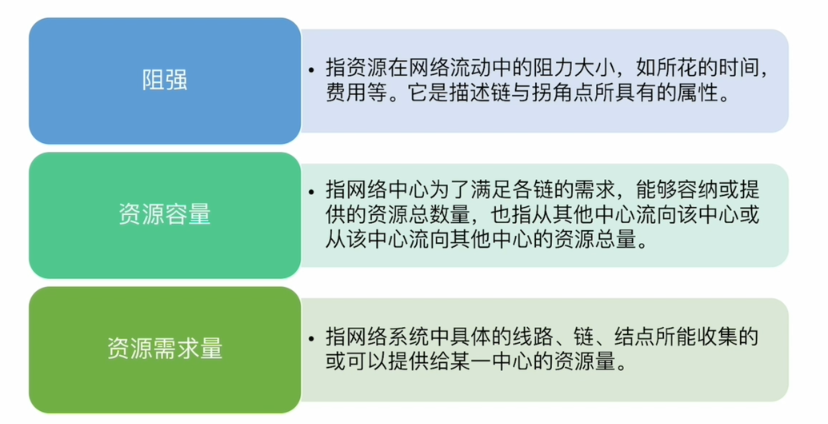 阻强
• 指资源在网络流动中的阻力大小，如所花的时间，
费用等。它是描述链与拐角点所具有的属性。
资源容量
• 指网络中心为了满足各链的需求，能够容纳或提
供的资源总数量，也指从其他中心流向该中心或
从该中心流向其他中心的资源总量。
资源需求量
• 指网络系统中具体的线路、链、结点所能收集的
或可以提供给某一中心的资源量。